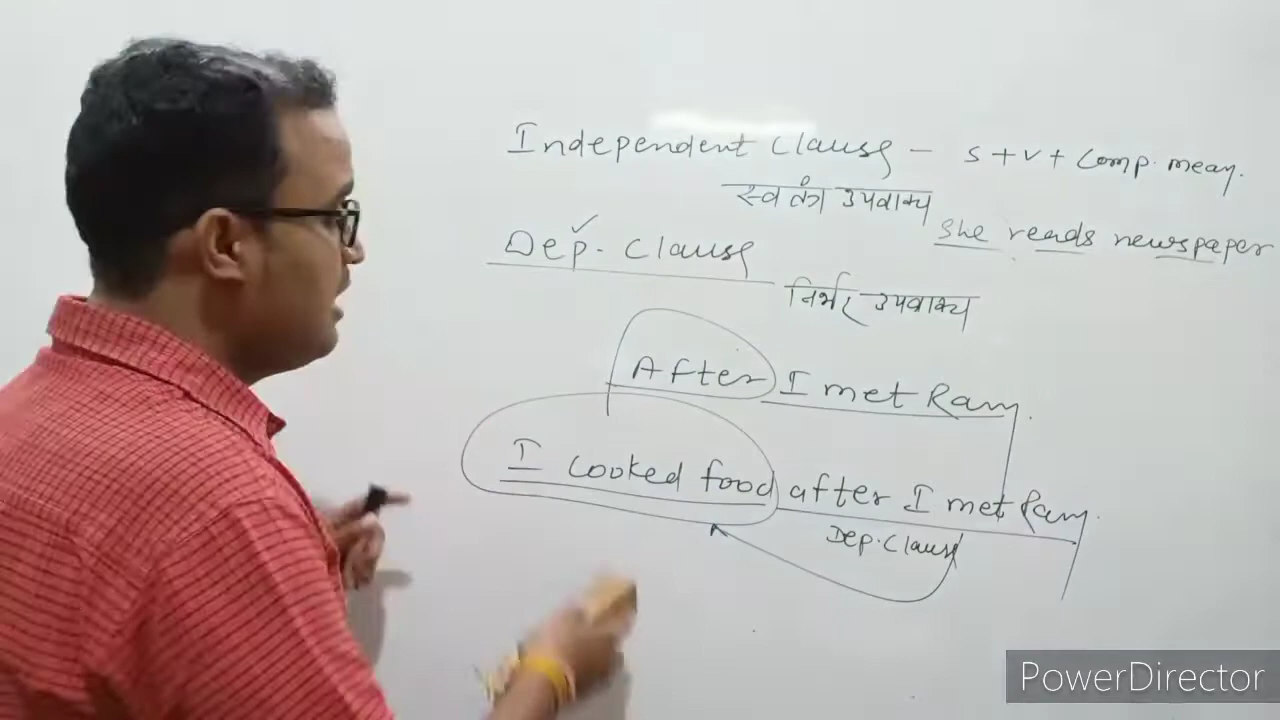 Independent Clause - S + V + Comp. mean.
स्वतंत्र उपवाक्य
She reads newspaper
Dep. Clause
निर्भर उपवाक्य
After I met Ram.
I cooked food after I met Ram.
Dep. Clause
PowerDirector